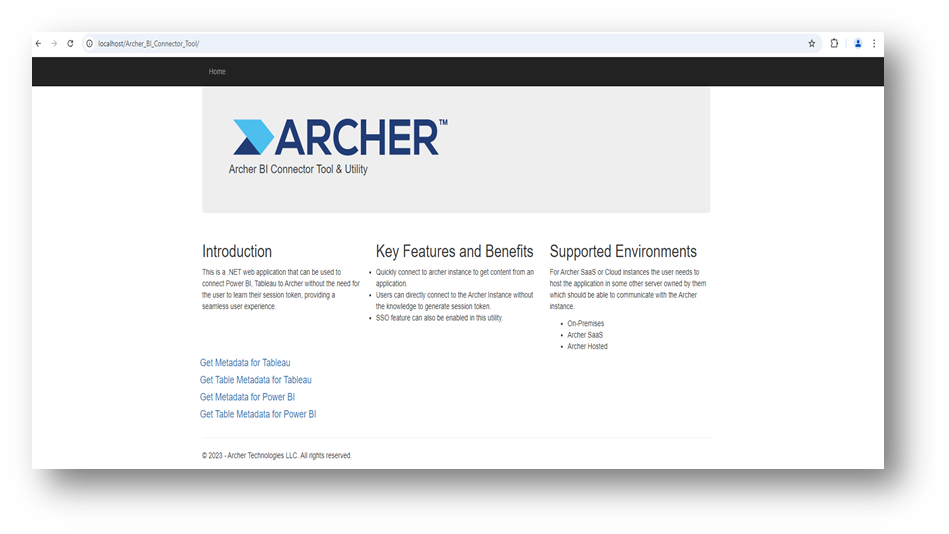 localhost/Archer_BI_Connector_Tool/
Home
ARCHER™
Archer BI Connector Tool & Utility
Introduction
This is a .NET web application that can be used to
connect Power BI, Tableau to Archer without the need for
the user to learn their session token, providing a
seamless user experience.
Key Features and Benefits
• Quickly connect to archer instance to get content from an
application.
• Users can directly connect to the Archer Instance without
the knowledge to generate session token.
• SSO feature can also be enabled in this utility.
Supported Environments
For Archer SaaS or Cloud instances the user needs to
host the application in some other server owned by them
which should be able to communicate with the Archer
instance.
• On-Premises
• Archer SaaS
• Archer Hosted
Get Metadata for Tableau
Get Table Metadata for Tableau
Get Metadata for Power BI
Get Table Metadata for Power BI
© 2023 - Archer Technologies LLC. All rights reserved.